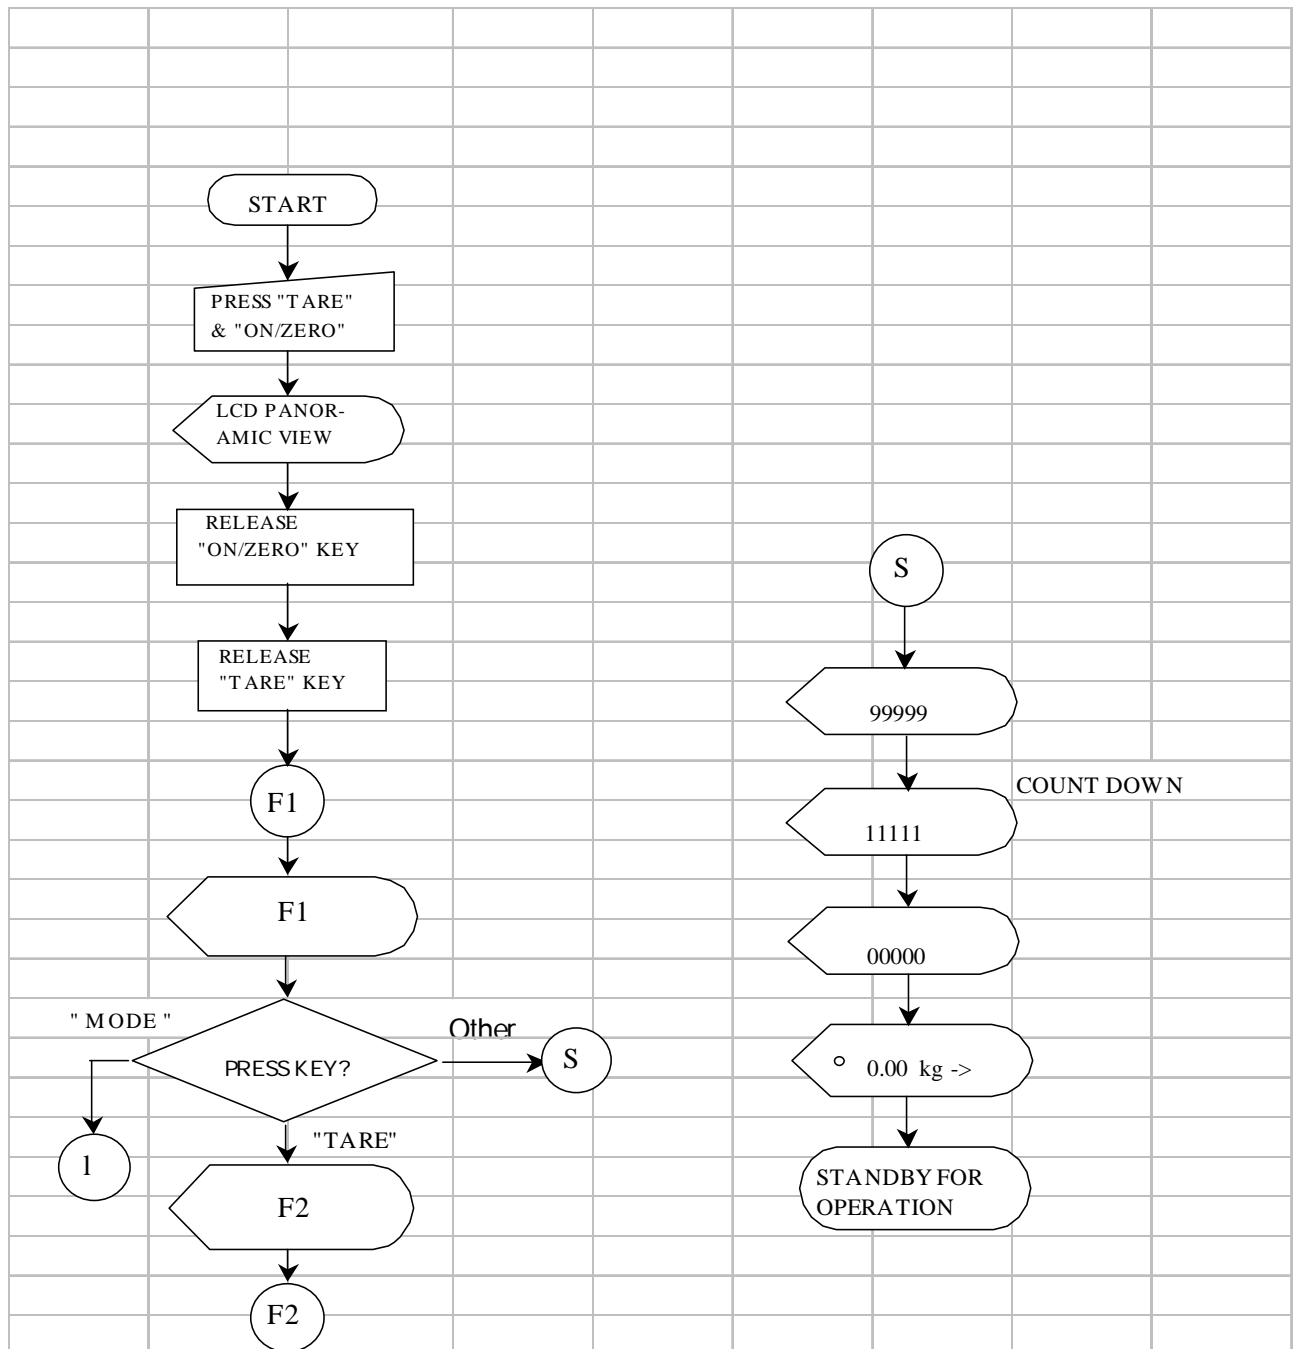 START
PRESS "TARE"
& "ON/ZERO"
LCD PANOR-
AMIC VIEW
RELEASE
"ON/ZERO" KEY
RELEASE
"TARE" KEY
F1
F1
" MODE "
PRESS KEY?
Other
S
1
"TARE"
F2
F2
S
99999
COUNT DOWN
11111
00000
0.00 kg ->
STANDBY FOR
OPERATION